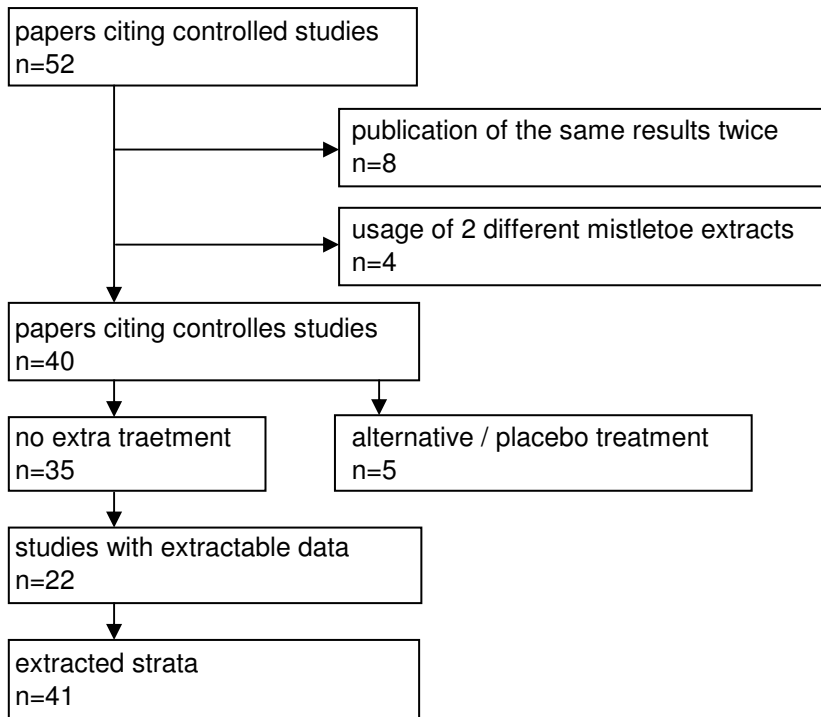 papers citing controlled studies
n=52
publication of the same results twice
n=8
usage of 2 different mistletoe extracts
n=4
papers citing controlles studies
n=40
no extra traetment
n=35
alternative / placebo treatment
n=5
studies with extractable data
n=22
extracted strata
n=41